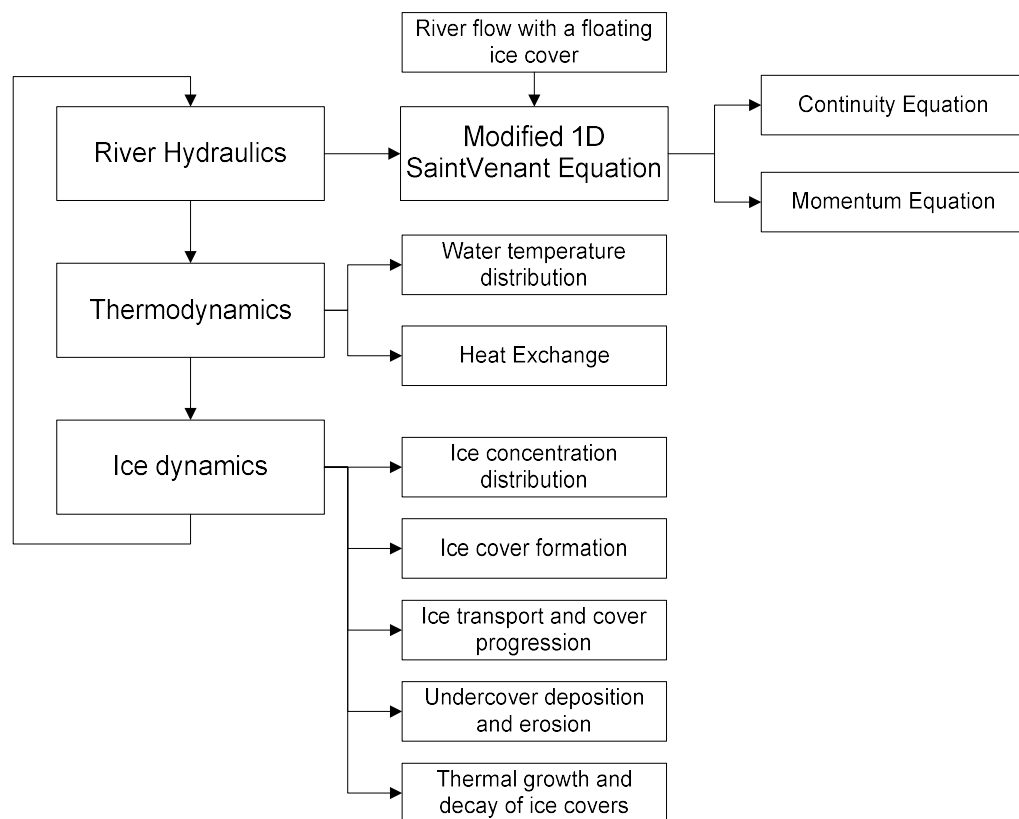 River flow with a floating
ice cover
Continuity Equation
River Hydraulics
Modified 1D
SaintVenant Equation
Momentum Equation
Water temperature
distribution
Thermodynamics
Heat Exchange
Ice dynamics
Ice concentration
distribution
Ice cover formation
Ice transport and cover
progression
Undercover deposition
and erosion
Thermal growth and
decay of ice covers